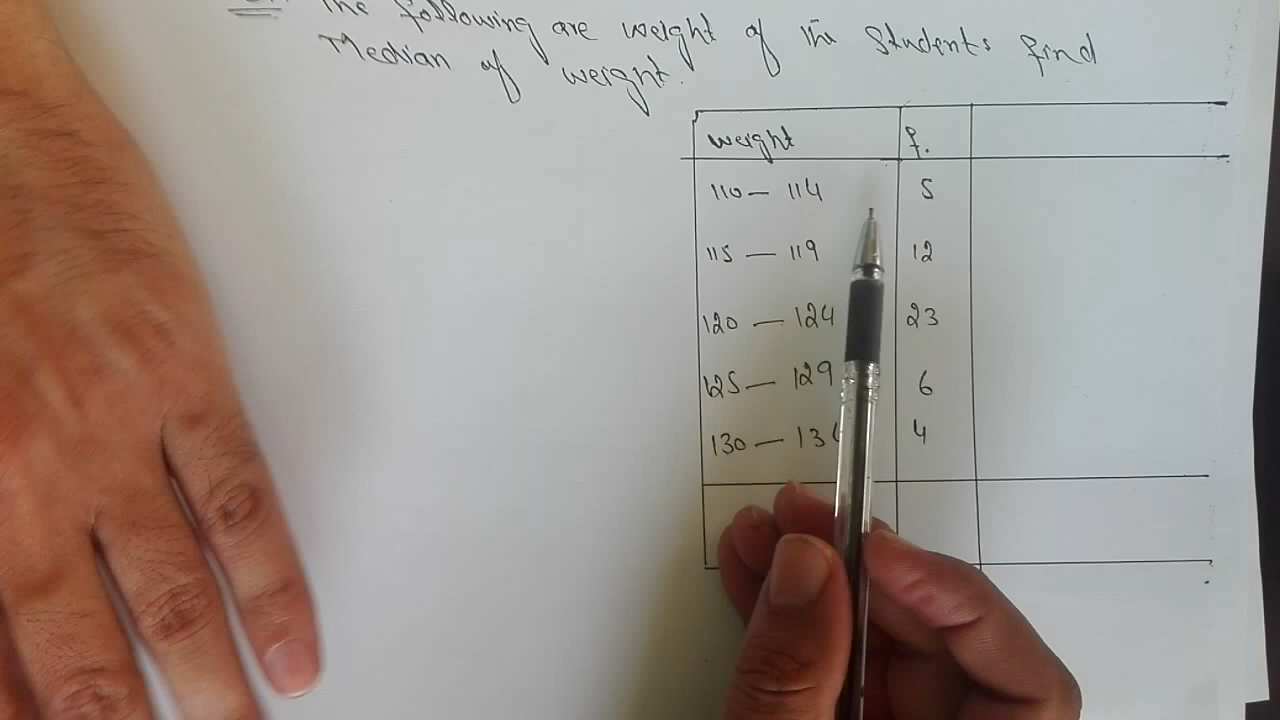 The following are weight of the Students find
Median of weight.
weight f.
110 — 114 5
115 — 119 12
120 — 124 23
125 — 129 6
130 — 4